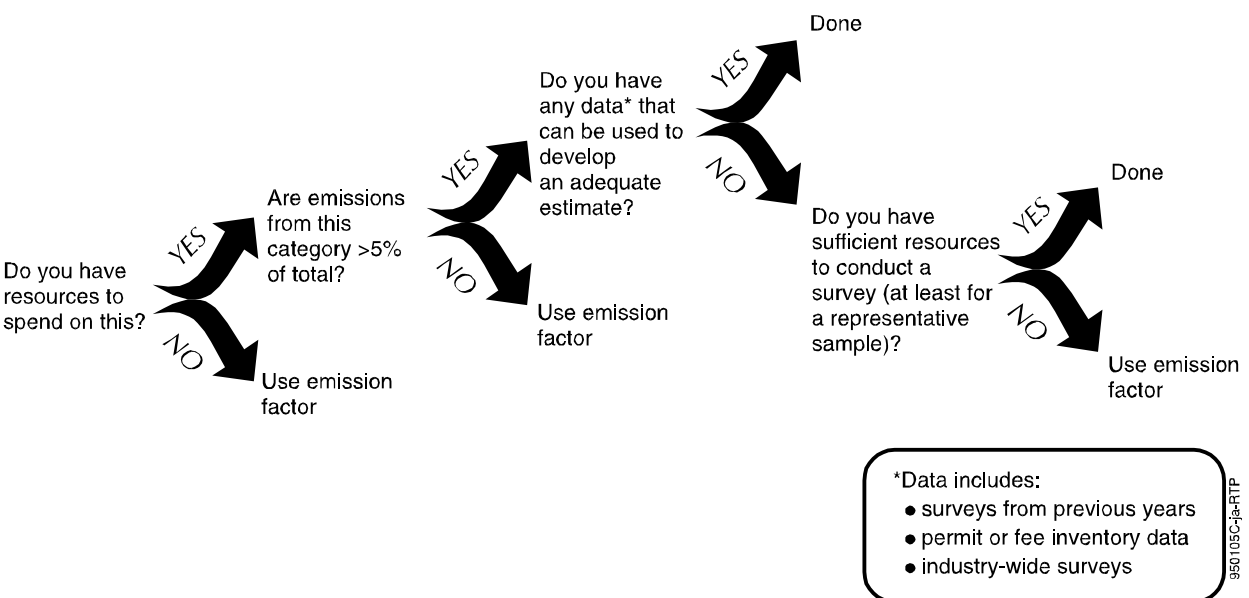 Do you have
resources to
spend on this?
YES
NO
Are emissions
from this
category >5%
of total?
Use emission
factor
YES
NO
Do you have
any data* that
can be used to
develop
an adequate
estimate?
Use emission
factor
YES
NO
Done
Do you have
sufficient resources
to conduct a
survey (at least for
a representative
sample)?
YES
NO
Done
Use emission
factor
*Data includes:
● surveys from previous years
● permit or fee inventory data
● industry-wide surveys
950105C-ja-RTP